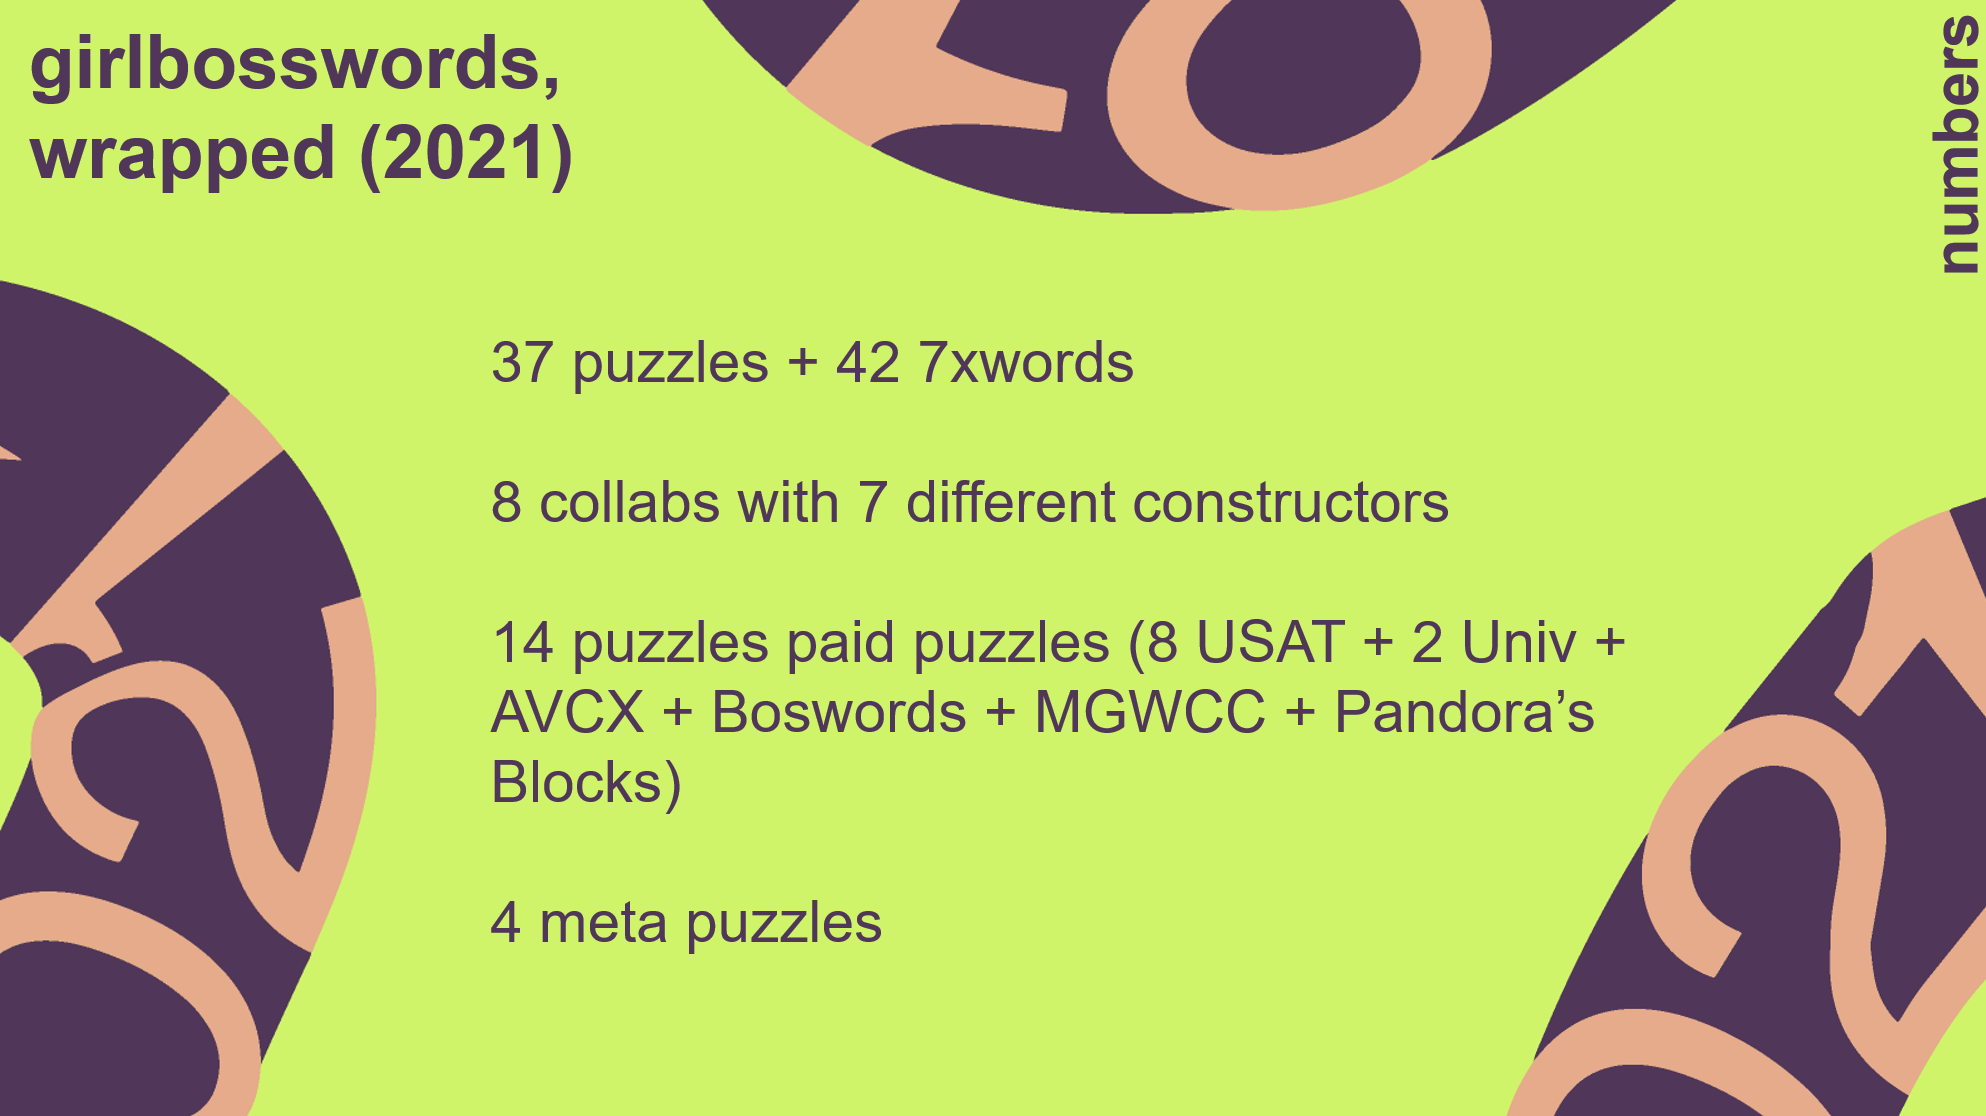 girlbosswords,
wrapped (2021)
numbers
37 puzzles + 42 7xwords
8 collabs with 7 different constructors
14 puzzles paid puzzles (8 USAT + 2 Univ +
AVCX + Boswords + MGWCC + Pandora’s
Blocks)
4 meta puzzles